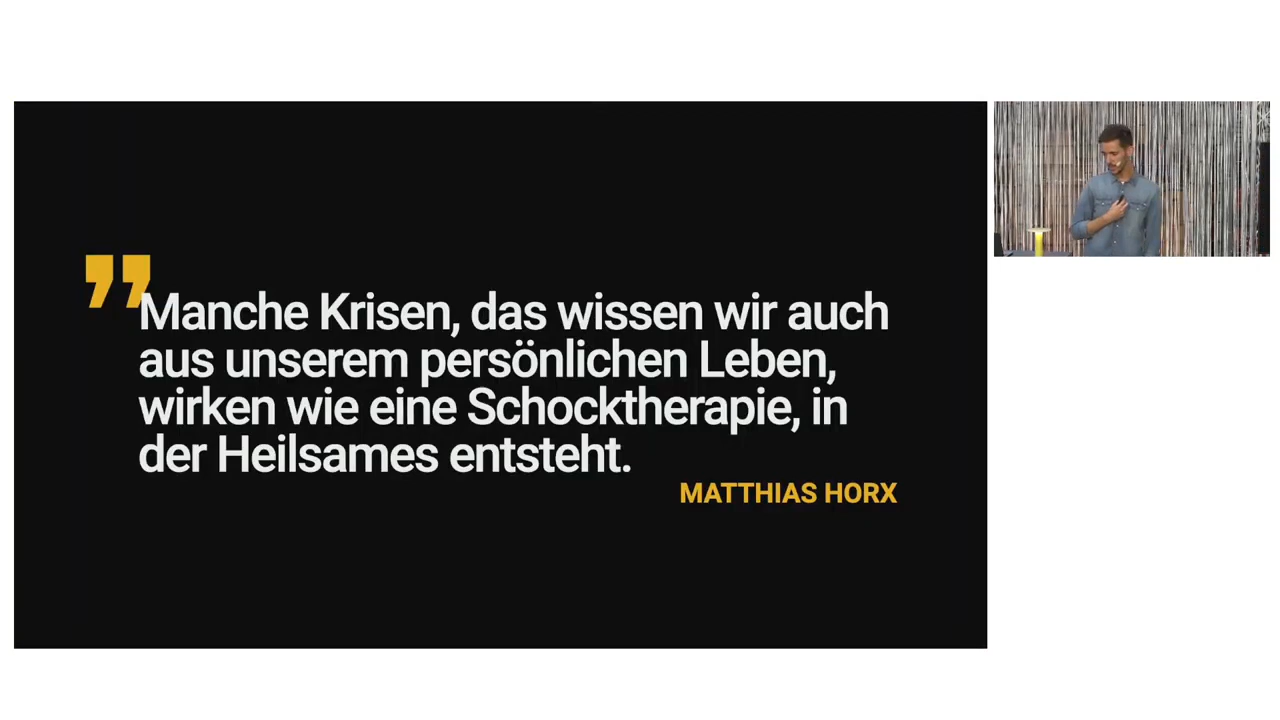 ”
Manche Krisen, das wissen wir auch
aus unserem persönlichen Leben,
wirken wie eine Schocktherapie, in
der Heilsames entsteht.
MATTHIAS HORX